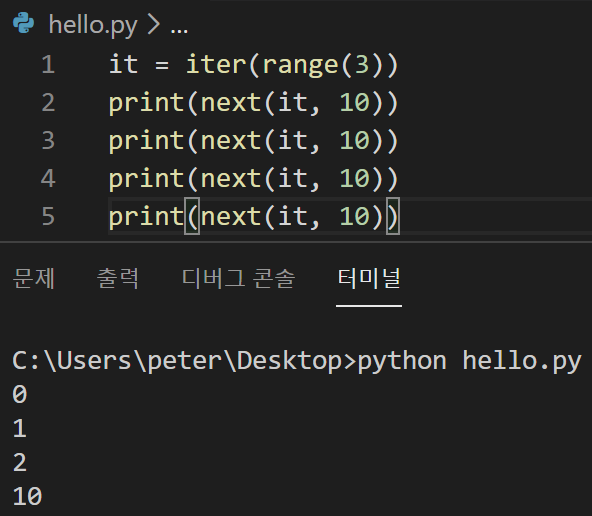 hello.py > ...
1 it = iter(range(3))
2 print(next(it, 10))
3 print(next(it, 10))
4 print(next(it, 10))
5 print(next(it, 10))
문제 출력 디버그 콘솔 터미널
C:\Users\peter\Desktop>python hello.py
0
1
2
10